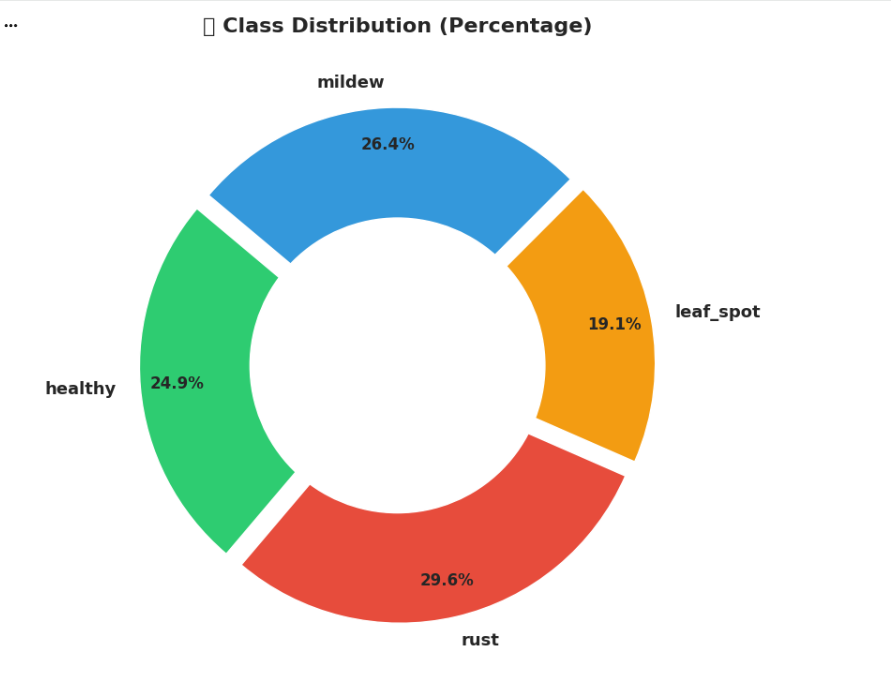 ...
▯ Class Distribution (Percentage)
mildew
26.4%
leaf_spot
19.1%
healthy
24.9%
29.6%
rust